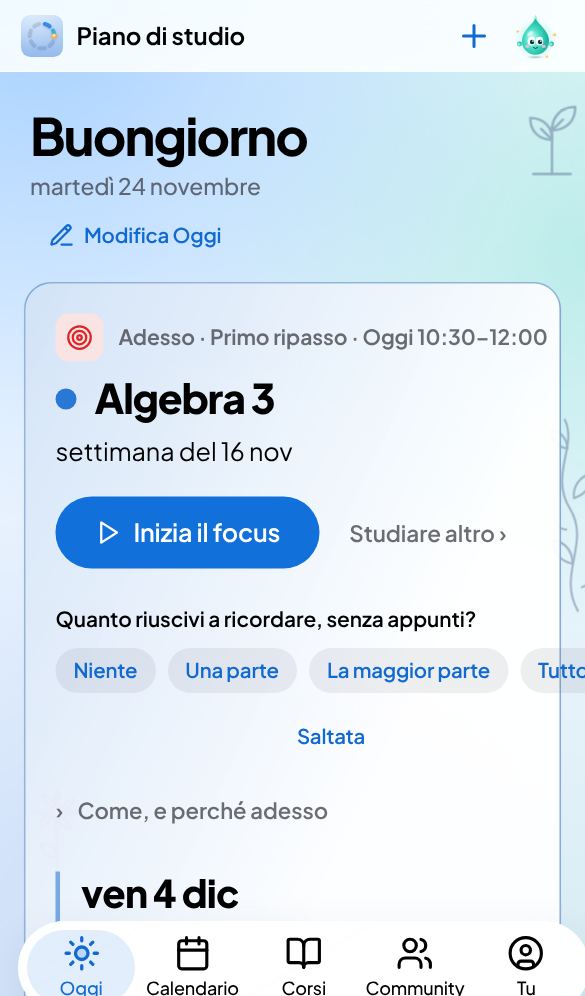 Piano di studio
Buongiorno
martedì 24 novembre
Modifica Oggi
Adesso · Primo ripasso · Oggi 10:30–12:00
Algebra 3
settimana del 16 nov
Inizia il focus
Studiare altro ›
Quanto riuscivi a ricordare, senza appunti?
Niente
Una parte
La maggior parte
Tutto
Saltata
› Come, e perché adesso
ven 4 dic
Oggi
Calendario
Corsi
Community
Tu